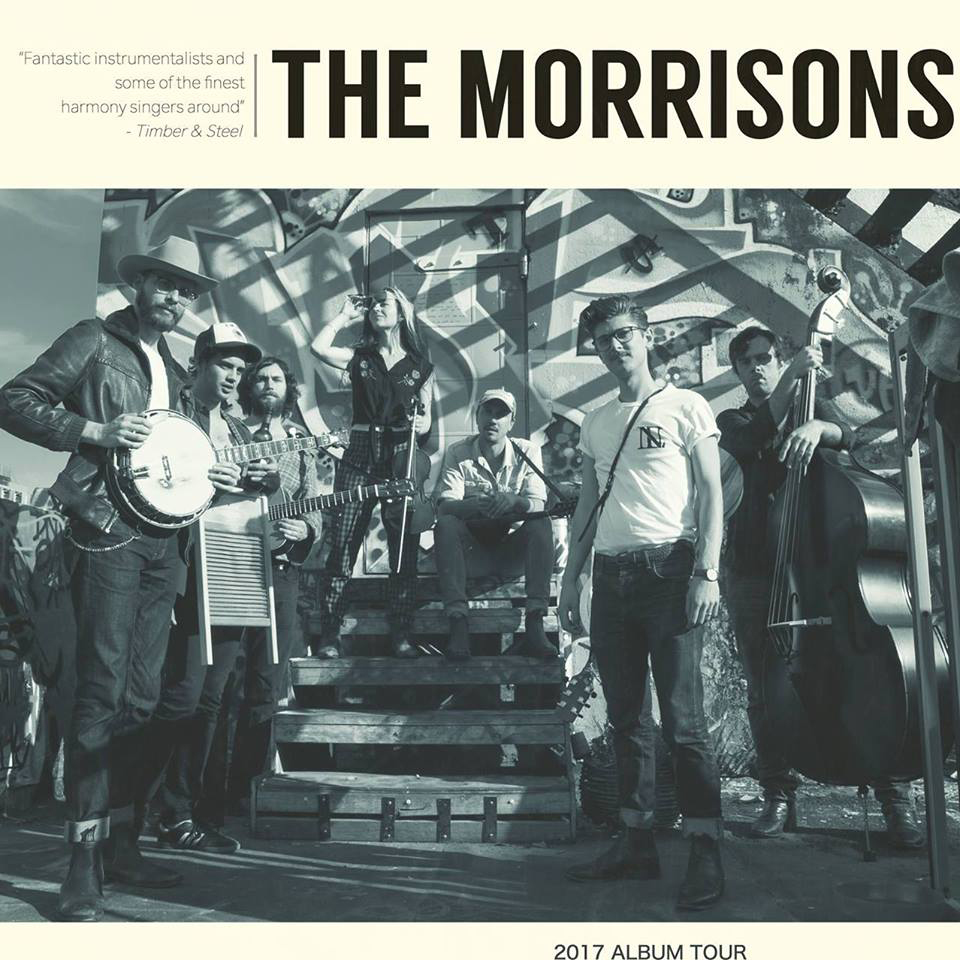 “Fantastic instrumentalists and
some of the finest
harmony singers around”
- Timber & Steel
THE MORRISONS
2017 ALBUM TOUR